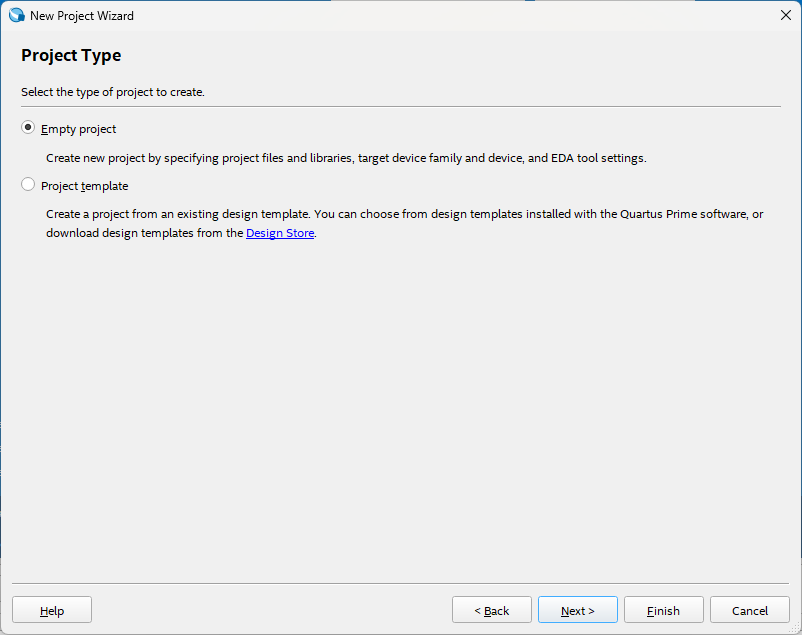 New Project Wizard
Project Type
Select the type of project to create.
Empty project
Create new project by specifying project files and libraries, target device family and device, and EDA tool settings.
Project template
Create a project from an existing design template. You can choose from design templates installed with the Quartus Prime software, or
download design templates from the Design Store.
Help
< Back
Next >
Finish
Cancel